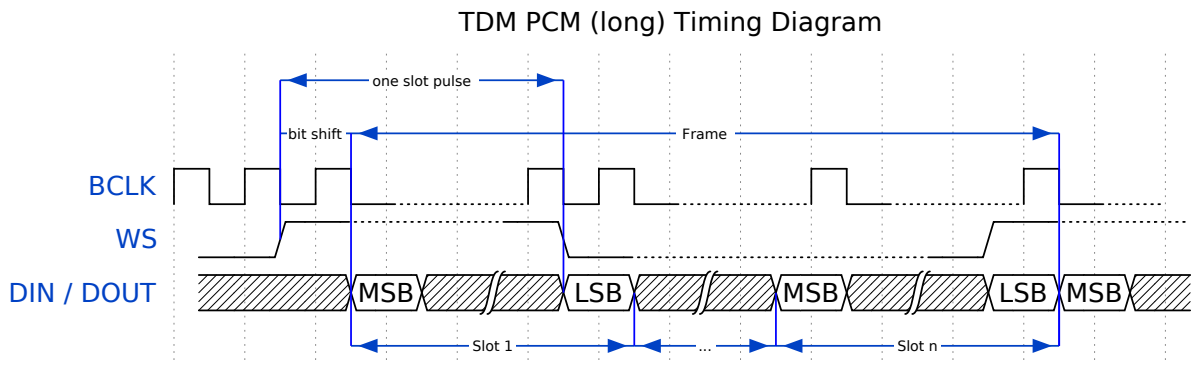 TDM PCM (long) Timing Diagram
one slot pulse
bit shift
Frame
BCLK
WS
DIN / DOUT
MSB
LSB
MSB
LSB
MSB
Slot 1
...
Slot n